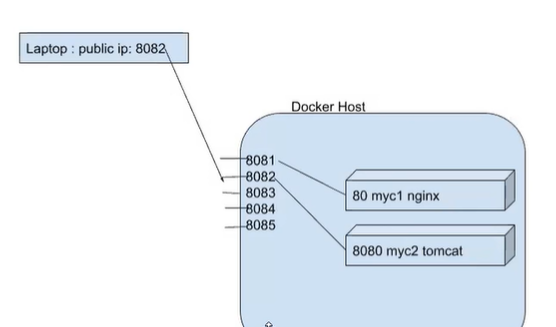 Laptop : public ip: 8082
Docker Host
8081
8082
8083
8084
8085
80 myc1 nginx
8080 myc2 tomcat